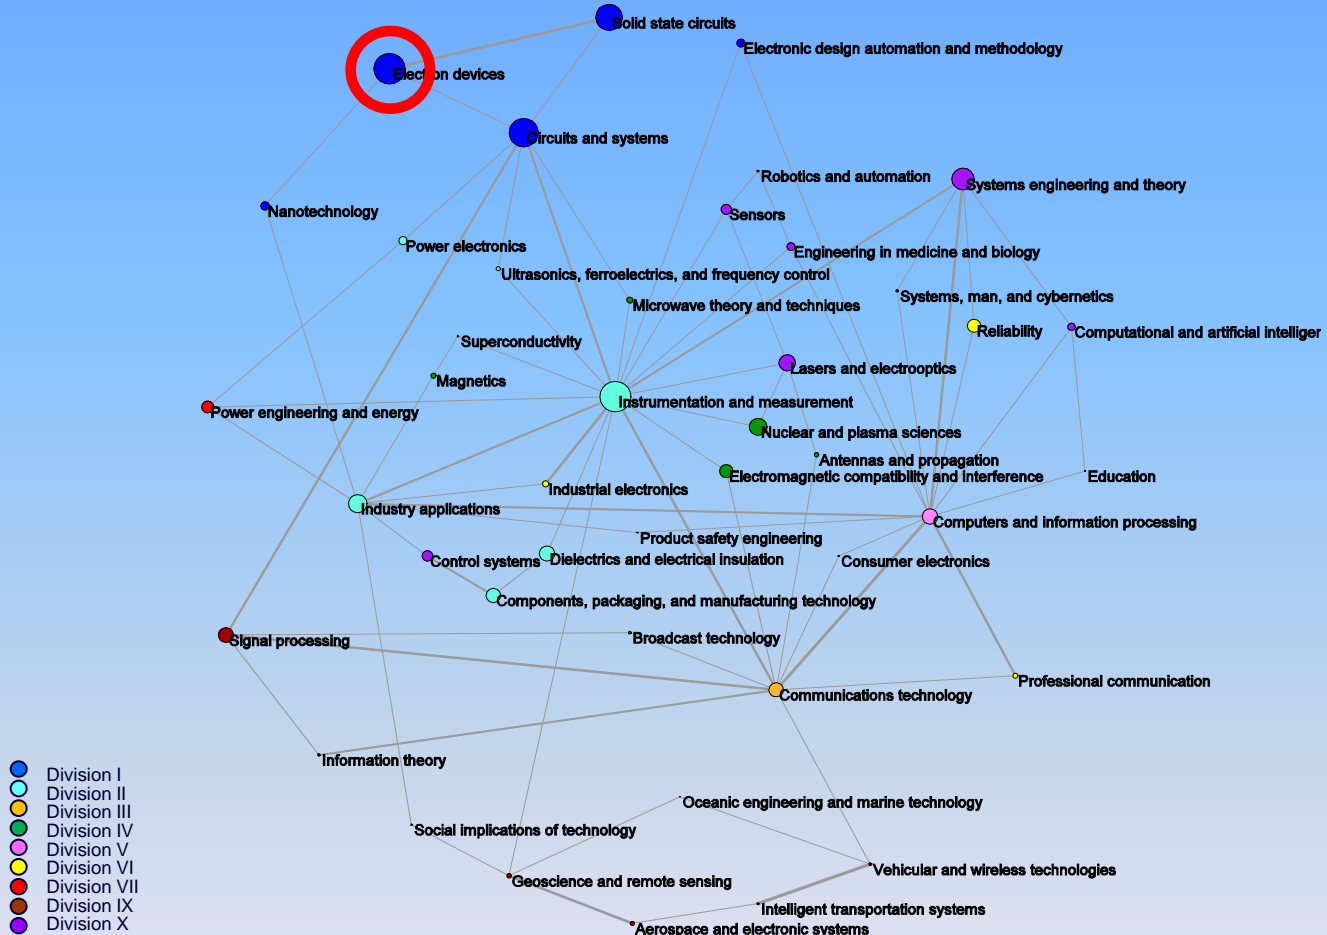 Solid state circuits
Electronic design automation and methodology
Electron devices
Circuits and systems
Robotics and automation
Systems engineering and theory
Nanotechnology
Sensors
Power electronics
Engineering in medicine and biology
Ultrasonics, ferroelectrics, and frequency control
Systems, man, and cybernetics
Microwave theory and techniques
Reliability
Computational and artificial intelliger
Superconductivity
Lasers and electrooptics
Magnetics
Instrumentation and measurement
Power engineering and energy
Nuclear and plasma sciences
Antennas and propagation
Electromagnetic compatibility and interference
Education
Industrial electronics
Industry applications
Computers and information processing
Product safety engineering
Control systems
Dielectrics and electrical insulation
Consumer electronics
Components, packaging, and manufacturing technology
Signal processing
Broadcast technology
Professional communication
Communications technology
Information theory
Oceanic engineering and marine technology
Social implications of technology
Vehicular and wireless technologies
Geoscience and remote sensing
Intelligent transportation systems
Aerospace and electronic systems
Division I
Division II
Division III
Division IV
Division V
Division VI
Division VII
Division IX
Division X